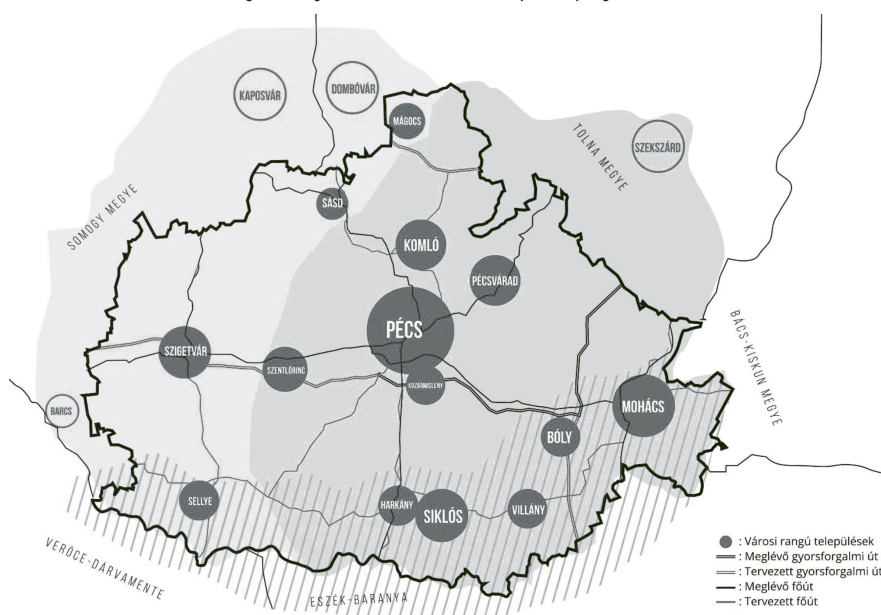 KAPOSVÁR
DOMBÓVÁR
MÁGOCS
TOLNA MEGYE
SZEKSZÁRD
SOMOGY MEGYE
SÁSD
KOMLÓ
PÉCSVÁRAD
PÉCS
BÁCS-KISKUN MEGYE
SZIGETVÁR
SZENTLŐRINC
KOZÁRMISLENY
BARCS
MOHÁCS
BÓLY
SELLYE
HARKÁNY
SIKLÓS
VILLÁNY
VERŐCE-DÁRVAMENTE
ESZÉK-BARANYA
: Városi rangú települések
: Meglévő gyorsforgalmi út
: Tervezett gyorsforgalmi út
: Meglévő főút
: Tervezett főút